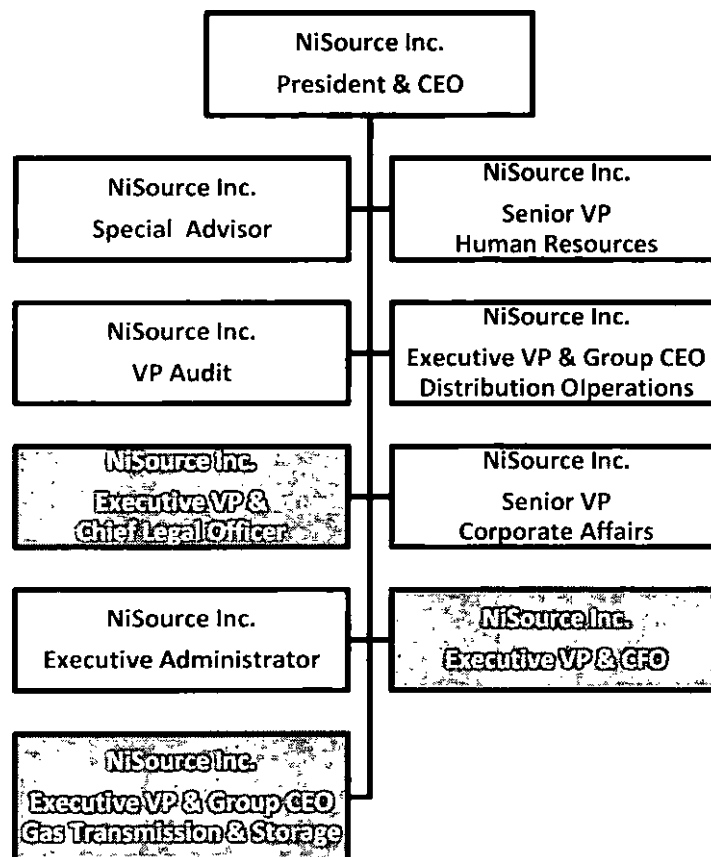 NiSource Inc.
President & CEO
NiSource Inc.
Special Advisor
NiSource Inc.
Senior VP
Human Resources
NiSource Inc.
VP Audit
NiSource Inc.
Executive VP & Group CEO
Distribution Olperations
NiSource Inc.
Executive VP &
Chief Legal Officer
NiSource Inc.
Senior VP
Corporate Affairs
NiSource Inc.
Executive Administrator
NiSource Inc.
Executive VP & CFO
NiSource Inc.
Executive VP & Group CEO
Gas Transmission & Storage